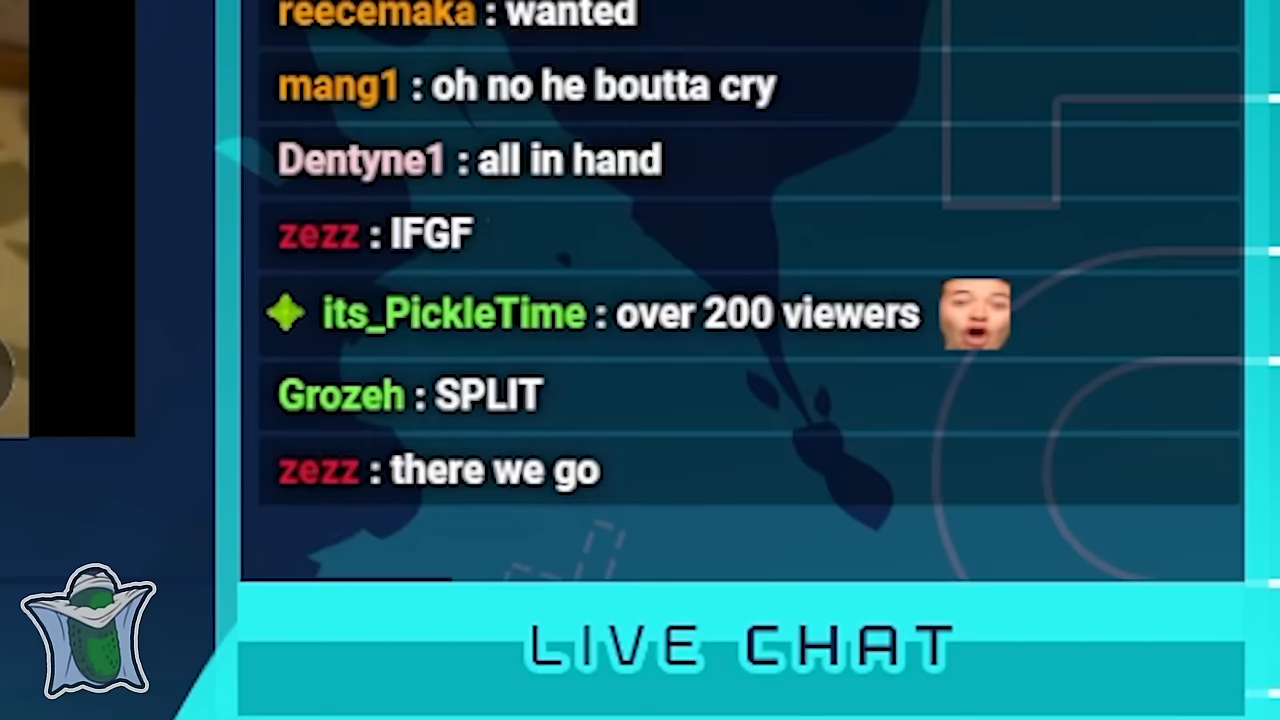 reecemaka : wanted
mang1 : oh no he boutta cry
Dentyne1 : all in hand
zezz : IFGF
its_PickleTime : over 200 viewers
Grozeh : SPLIT
zezz : there we go
LIVE CHAT